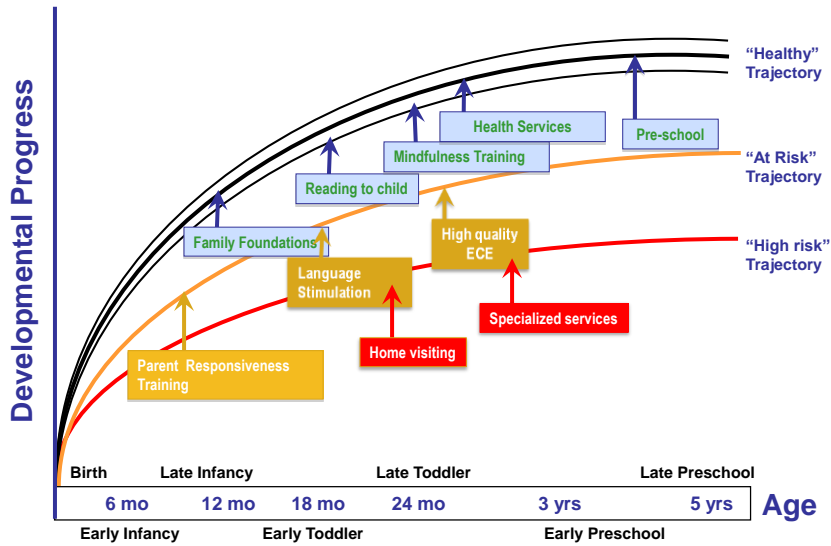 Developmental Progress
“Healthy”
Trajectory
Health Services
Pre-school
Mindfulness Training
“At Risk”
Trajectory
Reading to child
Family Foundations
High quality
ECE
“High risk”
Trajectory
Language
Stimulation
Specialized services
Home visiting
Parent Responsiveness
Training
Birth
Late Infancy
Late Toddler
Late Preschool
6 mo
12 mo
18 mo
24 mo
3 yrs
5 yrs
Age
Early Infancy
Early Toddler
Early Preschool